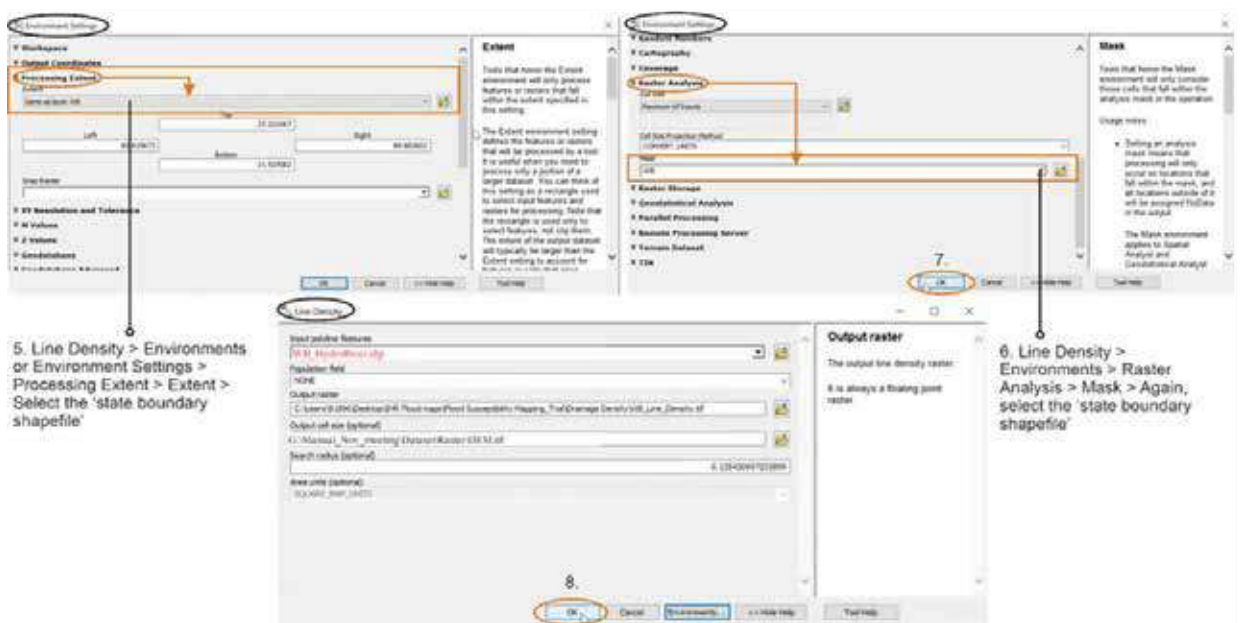 Environment Settings
Workspace
Output Coordinates
Processing Extent
Extent
Top
Left
Right
Bottom
Snap Raster
XY Resolution and Tolerance
M Values
Z Values
Geodatabase
OK
Cancel
<< Hide Help
Tool Help
Extent
Tools that honor the Extent
environment will only process
features or rasters that fall
within the extent specified in
this setting.
The Extent environment setting
defines the features or rasters
that will be processed by a tool.
It is useful when you need to
process only a portion of a
larger dataset. You can think of
this setting as a rectangle used
to select input features and
rasters for processing. Note that
the rectangle is used only to
select features, not clip them.
The extent of the output dataset
will typically be larger than the
Extent setting to account for
Environment Settings
Random Numbers
Cartography
Coverage
Raster Analysis
Cell Size
Maximum of Inputs
Cell Size Projection Method
CONVERT_UNITS
Mask
Raster Storage
Geostatistical Analysis
Parallel Processing
Remote Processing Server
Terrain Dataset
TIN
7.
OK
Cancel
<< Hide Help
Tool Help
Mask
Tools that honor the Mask
environment will only consider
those cells that fall within the
analysis mask in the operation.
Usage notes
• Setting an analysis
mask means that
processing will only
occur on locations that
fall within the mask, and
all locations outside of it
will be assigned NoData
in the output.
The Mask environment
applies to Spatial
Analyst and
Geostatistical Analyst
5. Line Density > Environments
or Environment Settings >
Processing Extent > Extent >
Select the ‘state boundary
shapefile’
Line Density
Input polyline features
Population field
NONE
Output raster
Output cell size (optional)
Search radius (optional)
Area units (optional)
SQUARE_MAP_UNITS
8.
OK
Cancel
Environments...
<< Hide Help
Tool Help
Output raster
The output line density raster.
It is always a floating point
raster.
6. Line Density >
Environments > Raster
Analysis > Mask > Again,
select the ‘state boundary
shapefile’